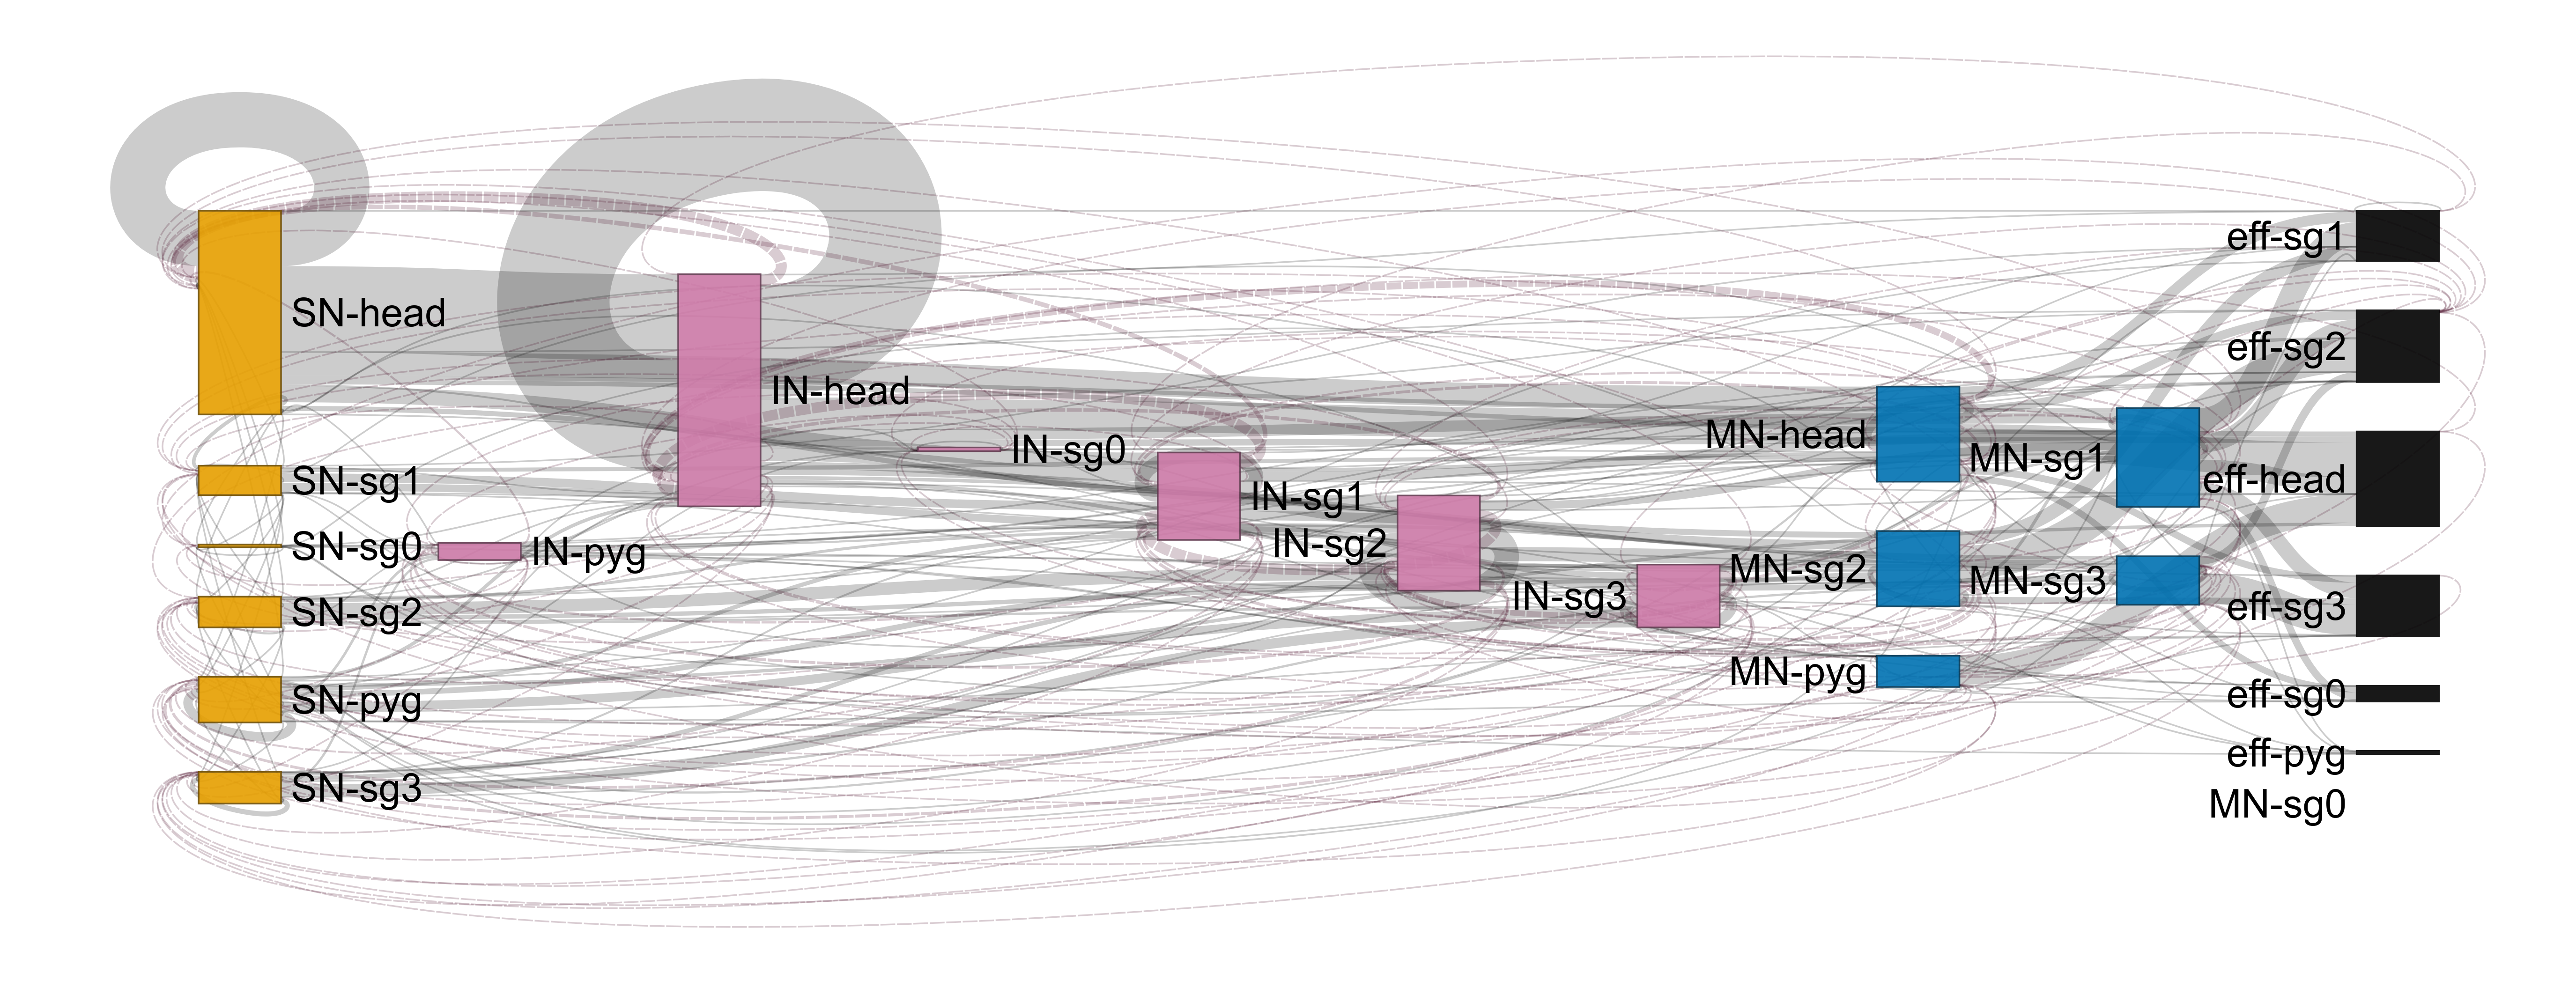 SN-head
SN-sg1
SN-sg0
SN-sg2
SN-pyg
SN-sg3
IN-pyg
IN-head
IN-sg0
IN-sg1
IN-sg2
IN-sg3
MN-head
MN-sg2
MN-pyg
MN-sg1
MN-sg3
eff-sg1
eff-sg2
eff-head
eff-sg3
eff-sg0
eff-pyg
MN-sg0